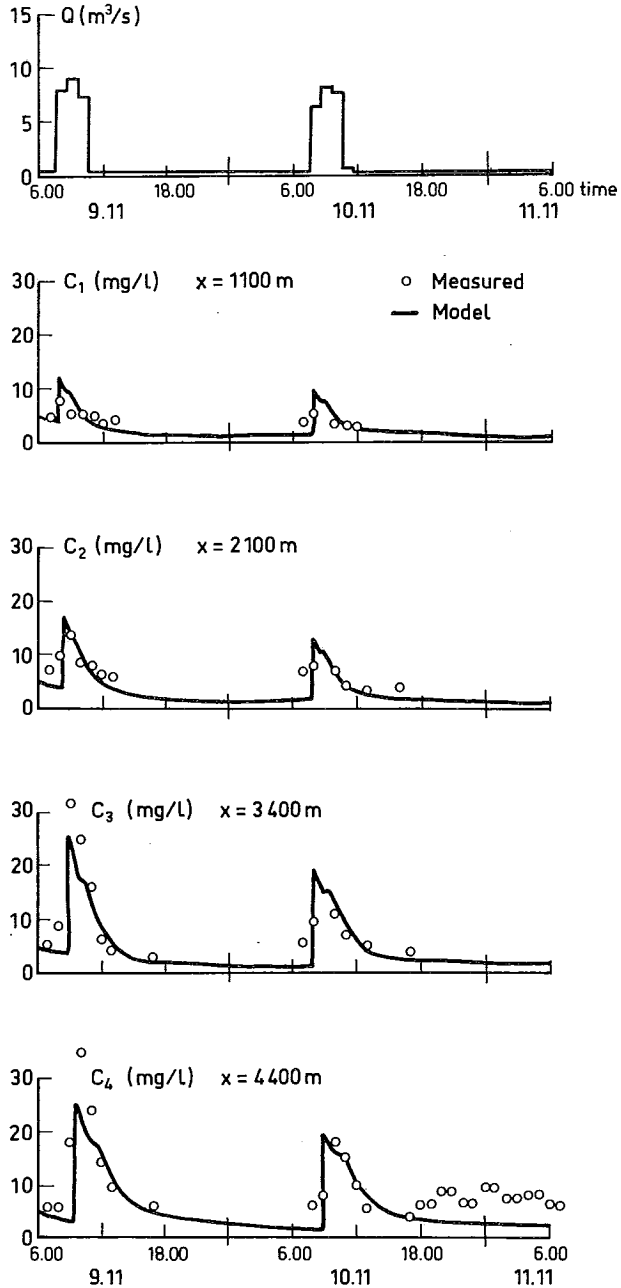 15 Q (m³/s)
10
5
0
6.00 18.00 6.00 18.00 6.00 time
9.11 10.11 11.11
30 C₁ (mg/l) x = 1100 m ○ Measured
— Model
20
10
0
30 C₂ (mg/l) x = 2100 m
20
10
0
30 C₃ (mg/l) x = 3400 m
20
10
0
30 C₄ (mg/l) x = 4400 m
20
10
0
6.00 18.00 6.00 18.00 6.00
9.11 10.11 11.11